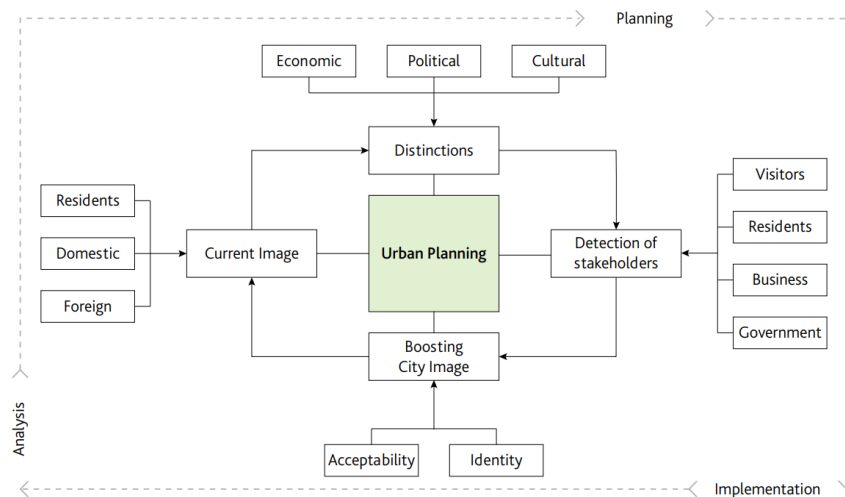 Planning
Economic
Political
Cultural
Distinctions
Visitors
Residents
Residents
Domestic
Current Image
Urban Planning
Detection of
stakeholders
Business
Foreign
Government
Boosting
City Image
Analysis
Acceptability
Identity
Implementation